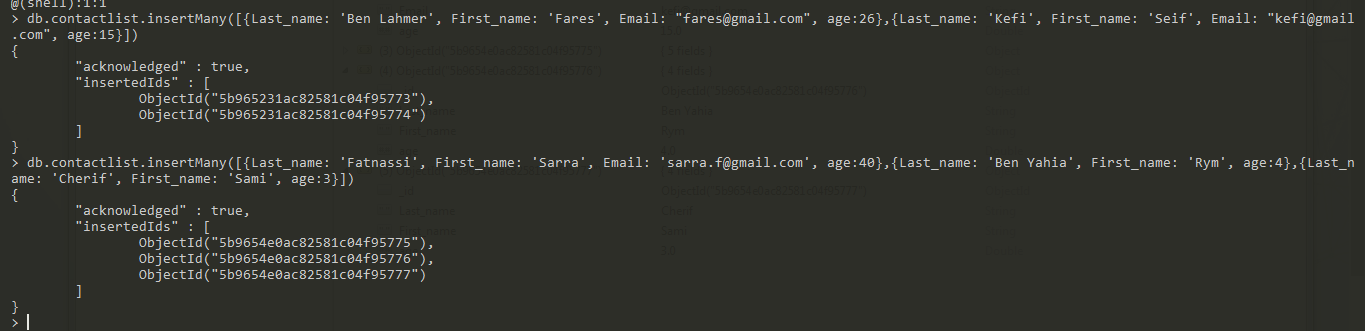 @(shell):1:1
> db.contactlist.insertMany([{Last_name: 'Ben Lahmer', First_name: 'Fares', Email: "fares@gmail.com", age:26},{Last_name: 'Kefi', First_name: 'Seif', Email: "kefi@gmail
.com", age:15}])
{
        "acknowledged" : true,
        "insertedIds" : [
                ObjectId("5b965231ac82581c04f95773"),
                ObjectId("5b965231ac82581c04f95774")
        ]
}
> db.contactlist.insertMany([{Last_name: 'Fatnassi', First_name: 'Sarra', Email: 'sarra.f@gmail.com', age:40},{Last_name: 'Ben Yahia', First_name: 'Rym', age:4},{Last_n
ame: 'Cherif', First_name: 'Sami', age:3}])
{
        "acknowledged" : true,
        "insertedIds" : [
                ObjectId("5b9654e0ac82581c04f95775"),
                ObjectId("5b9654e0ac82581c04f95776"),
                ObjectId("5b9654e0ac82581c04f95777")
        ]
}
>